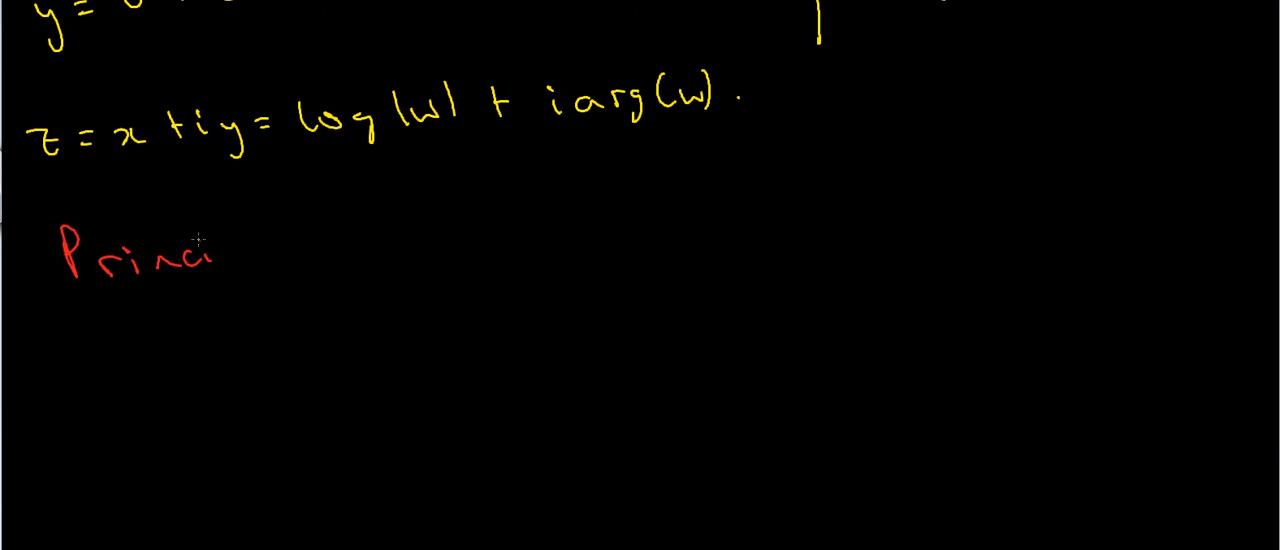 y =
z = x + iy = log |w| + i arg(w).
Princi